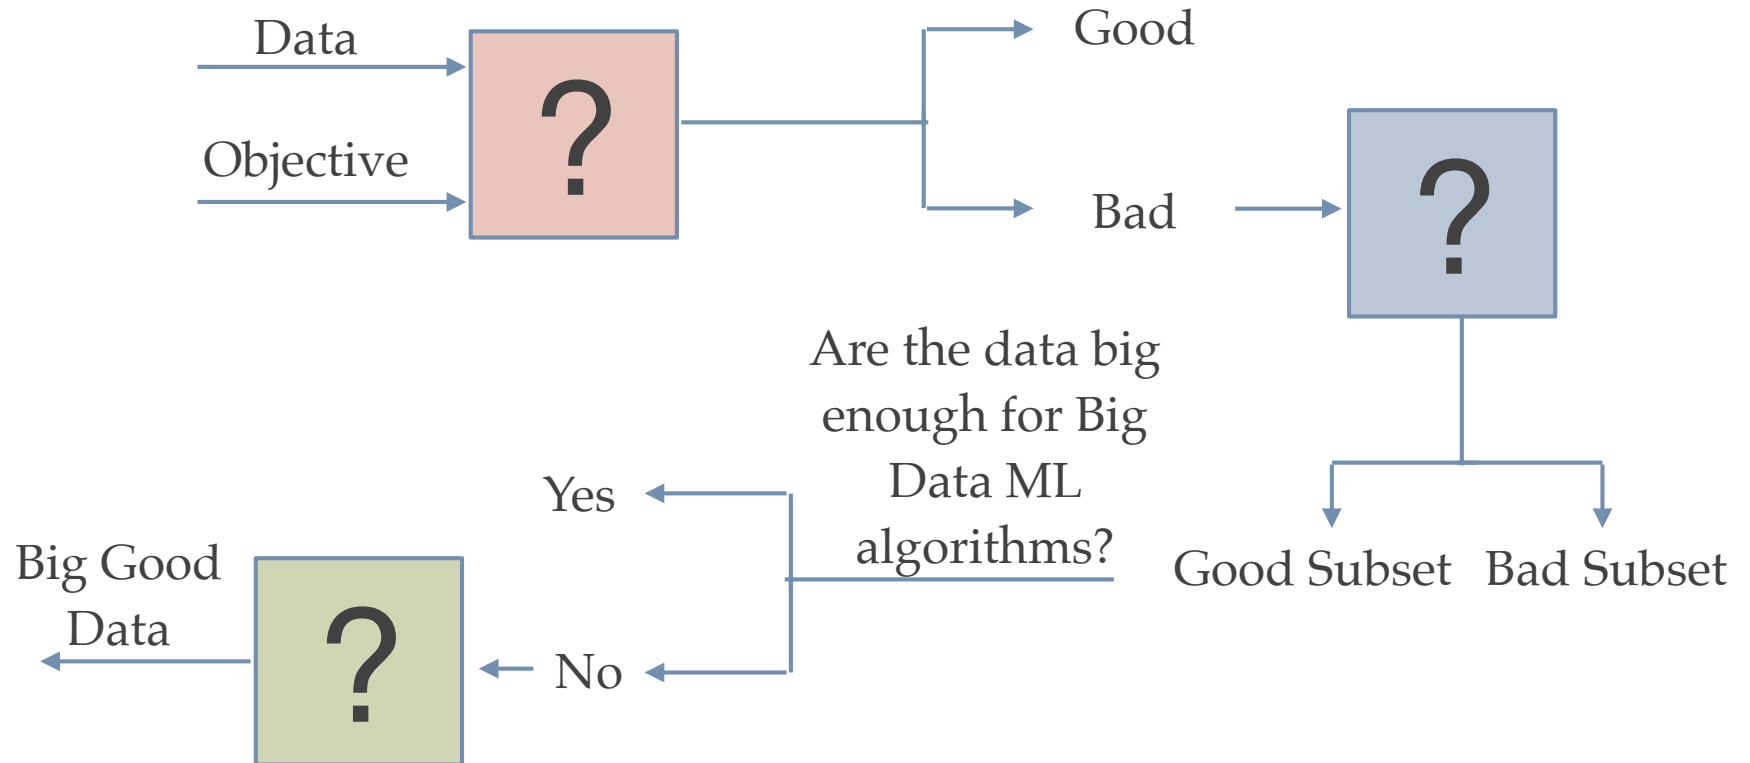 Data
Objective
?
Good
Bad
?
Good Subset
Bad Subset
Are the data big
enough for Big
Data ML
algorithms?
Yes
No
?
Big Good
Data